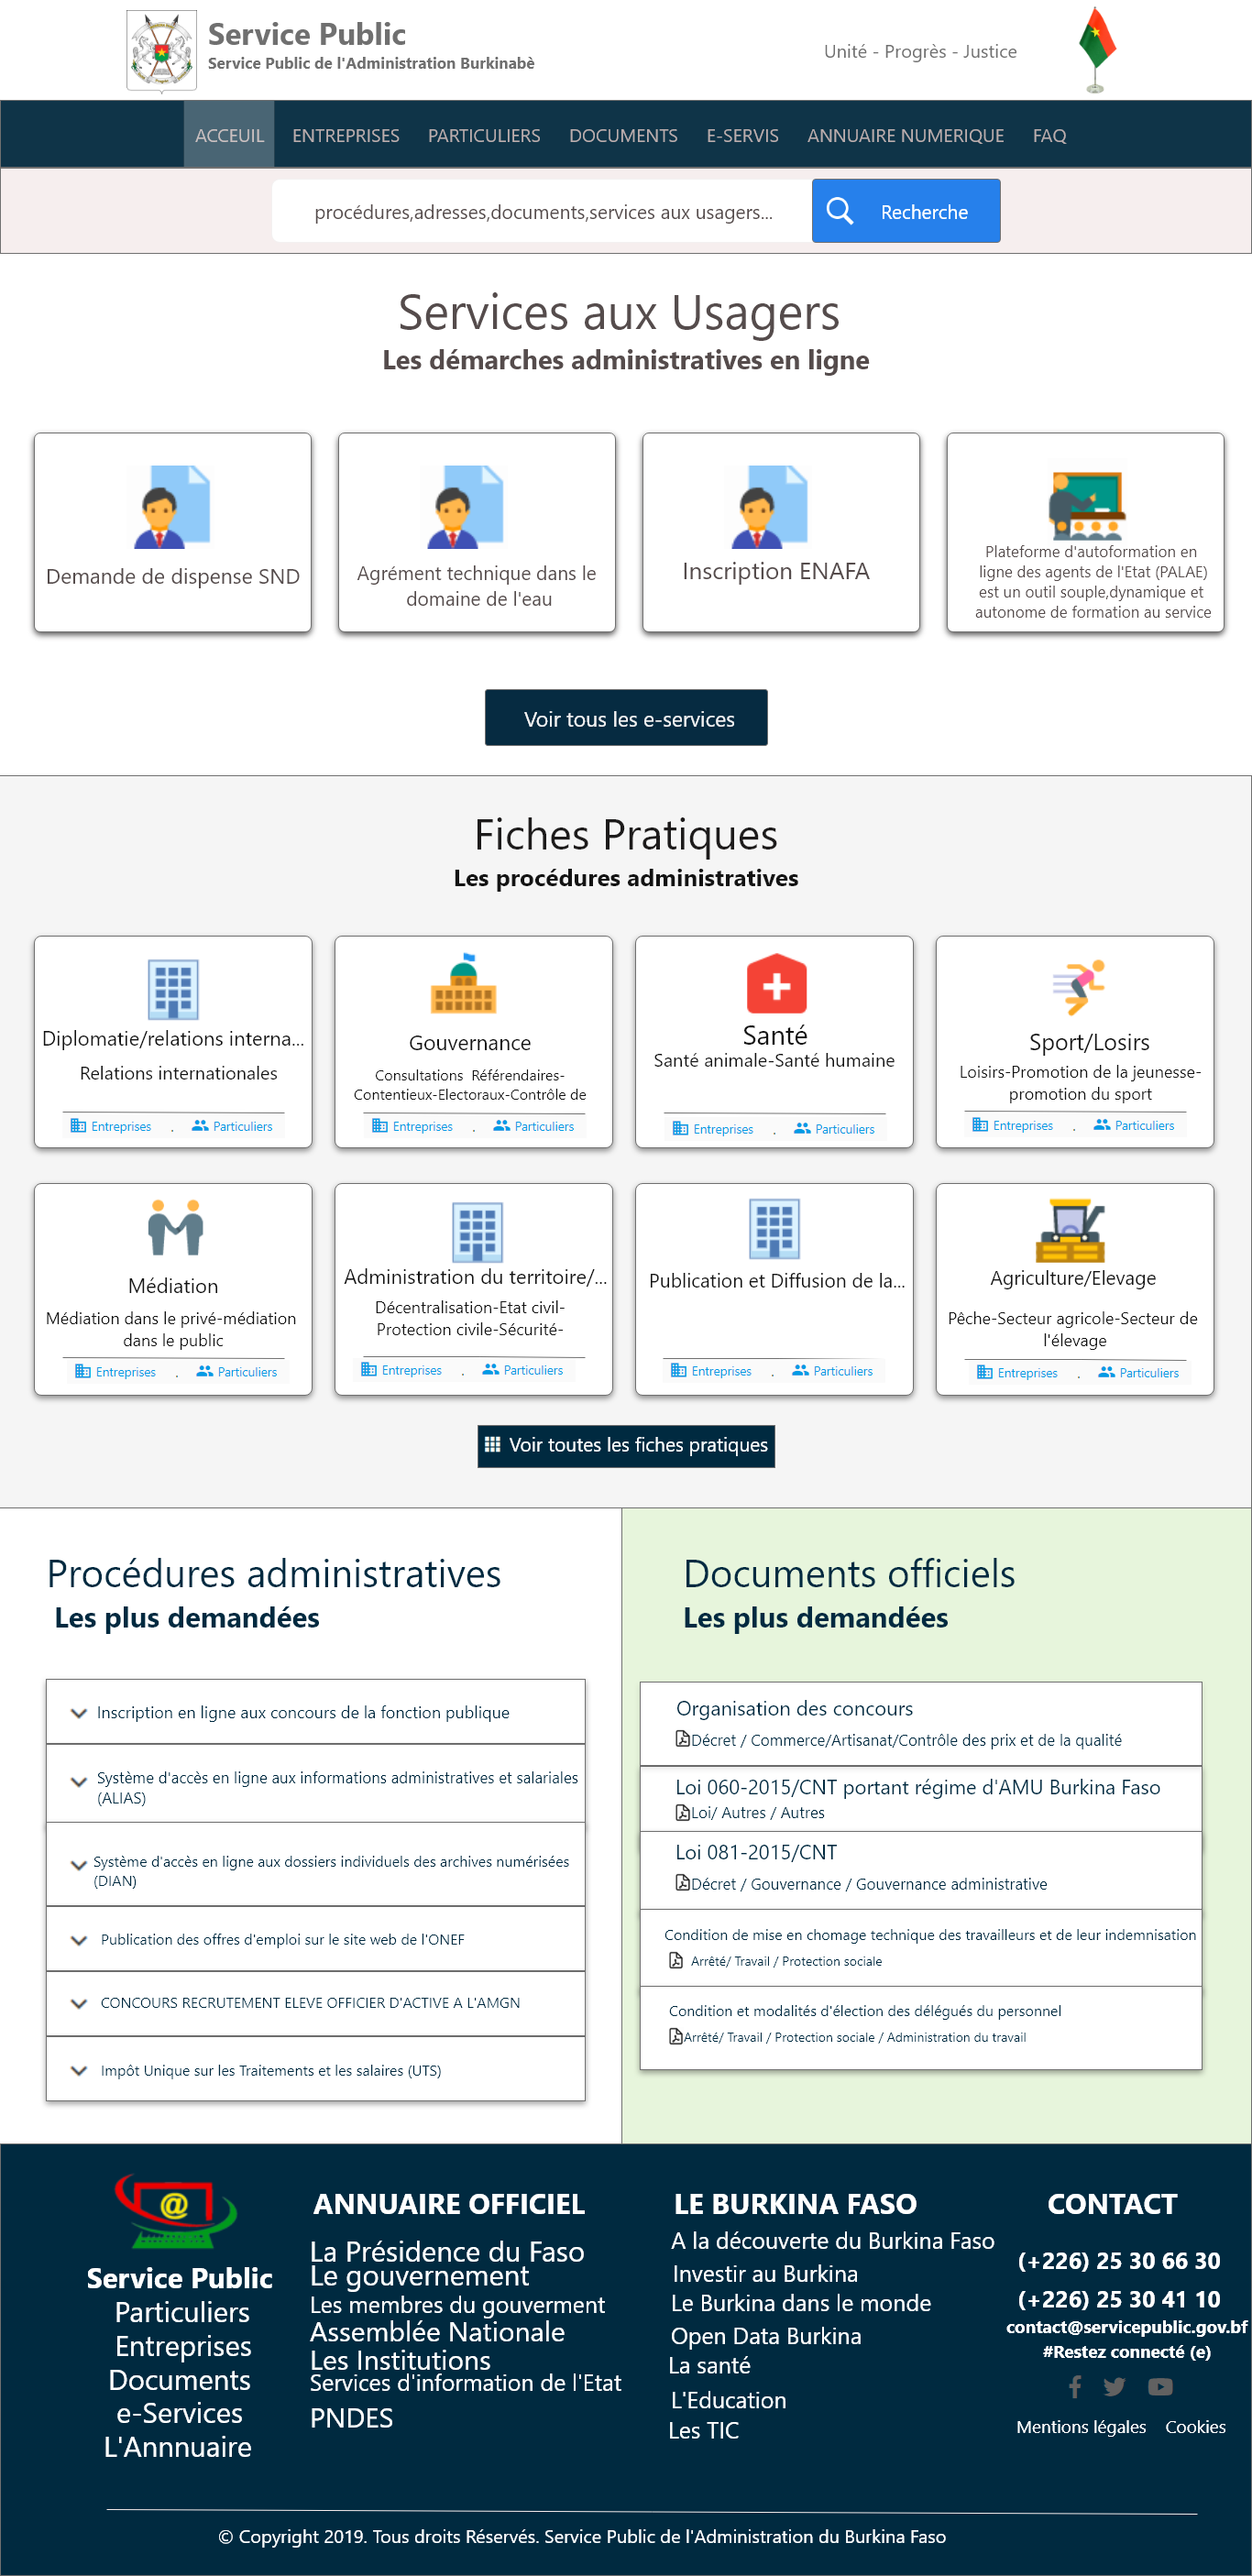 Service Public
Service Public de l'Administration Burkinabè
Unité - Progrès - Justice
ACCEUIL
ENTREPRISES
PARTICULIERS
DOCUMENTS
E-SERVIS
ANNUAIRE NUMERIQUE
FAQ
procédures,adresses,documents,services aux usagers...
Recherche
Services aux Usagers
Les démarches administratives en ligne
Demande de dispense SND
Agrément technique dans le
domaine de l'eau
Inscription ENAFA
Plateforme d'autoformation en
ligne des agents de l'Etat (PALAE)
est un outil souple,dynamique et
autonome de formation au service
Voir tous les e-services
Fiches Pratiques
Les procédures administratives
Diplomatie/relations interna...
Relations internationales
Entreprises . Particuliers
Gouvernance
Consultations Référendaires-
Contentieux-Electoraux-Contrôle de
Entreprises . Particuliers
Santé
Santé animale-Santé humaine
Entreprises . Particuliers
Sport/Losirs
Loisirs-Promotion de la jeunesse-
promotion du sport
Entreprises . Particuliers
Médiation
Médiation dans le privé-médiation
dans le public
Entreprises . Particuliers
Administration du territoire/...
Décentralisation-Etat civil-
Protection civile-Sécurité-
Entreprises . Particuliers
Publication et Diffusion de la...
Entreprises . Particuliers
Agriculture/Elevage
Pêche-Secteur agricole-Secteur de
l'élevage
Entreprises . Particuliers
Voir toutes les fiches pratiques
Procédures administratives
Les plus demandées
Inscription en ligne aux concours de la fonction publique
Système d'accès en ligne aux informations administratives et salariales
(ALIAS)
Système d'accès en ligne aux dossiers individuels des archives numérisées
(DIAN)
Publication des offres d'emploi sur le site web de l'ONEF
CONCOURS RECRUTEMENT ELEVE OFFICIER D'ACTIVE A L'AMGN
Impôt Unique sur les Traitements et les salaires (UTS)
Documents officiels
Les plus demandées
Organisation des concours
Décret / Commerce/Artisanat/Contrôle des prix et de la qualité
Loi 060-2015/CNT portant régime d'AMU Burkina Faso
Loi/ Autres / Autres
Loi 081-2015/CNT
Décret / Gouvernance / Gouvernance administrative
Condition de mise en chomage technique des travailleurs et de leur indemnisation
Arrêté/ Travail / Protection sociale
Condition et modalités d'élection des délégués du personnel
Arrêté/ Travail / Protection sociale / Administration du travail
@
Service Public
Particuliers
Entreprises
Documents
e-Services
L'Annnuaire
ANNUAIRE OFFICIEL
La Présidence du Faso
Le gouvernement
Les membres du gouverment
Assemblée Nationale
Les Institutions
Services d'information de l'Etat
PNDES
LE BURKINA FASO
A la découverte du Burkina Faso
Investir au Burkina
Le Burkina dans le monde
Open Data Burkina
La santé
L'Education
Les TIC
CONTACT
(+226) 25 30 66 30
(+226) 25 30 41 10
contact@servicepublic.gov.bf
#Restez connecté (e)
Mentions légales Cookies
© Copyright 2019. Tous droits Réservés. Service Public de l'Administration du Burkina Faso